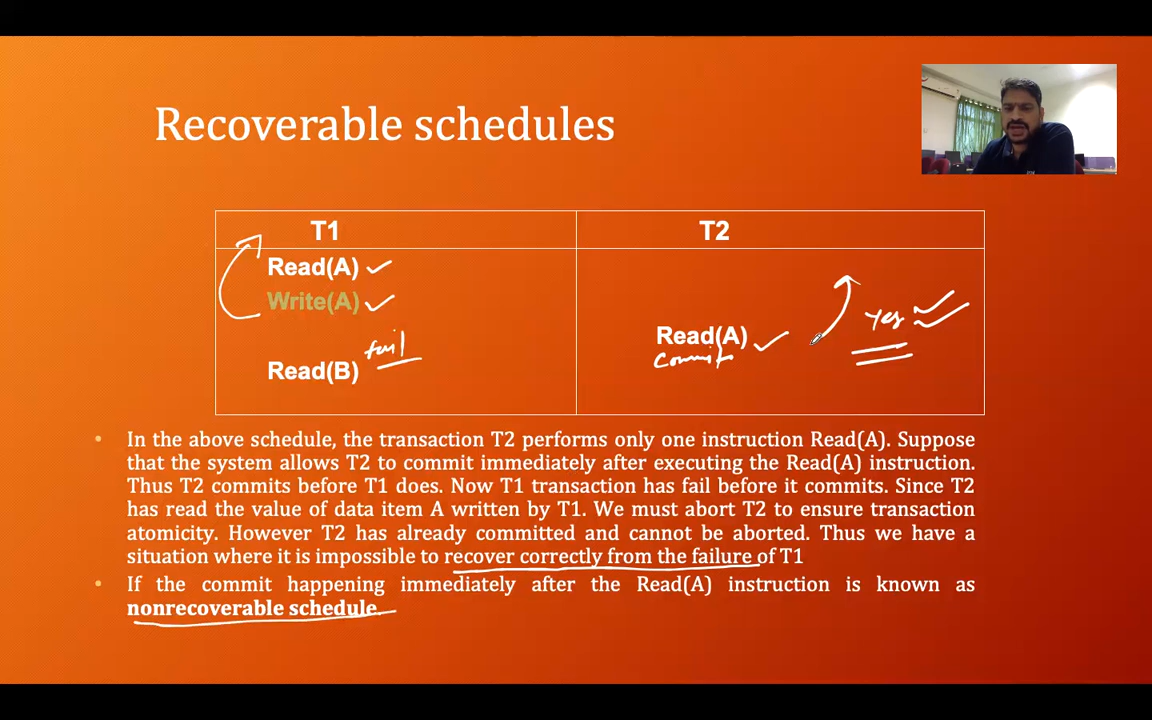 Recoverable schedules
T1 T2
Read(A)
Write(A)
Read(A)
Commit
fail
Yes
Read(B)
• In the above schedule, the transaction T2 performs only one instruction Read(A). Suppose
that the system allows T2 to commit immediately after executing the Read(A) instruction.
Thus T2 commits before T1 does. Now T1 transaction has fail before it commits. Since T2
has read the value of data item A written by T1. We must abort T2 to ensure transaction
atomicity. However T2 has already committed and cannot be aborted. Thus we have a
situation where it is impossible to recover correctly from the failure of T1
• If the commit happening immediately after the Read(A) instruction is known as
nonrecoverable schedule.